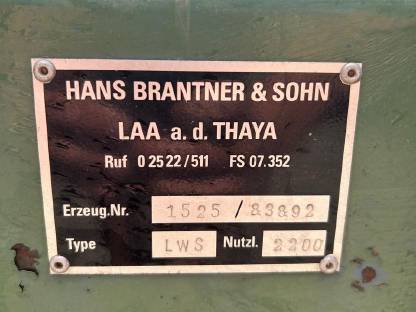 HANS BRANTNER & SOHN
LAA a. d. THAYA
Ruf 0 25 22/511 FS 07.352
Erzeug.Nr. 1525/83892
Type LWS Nutzl. 2200